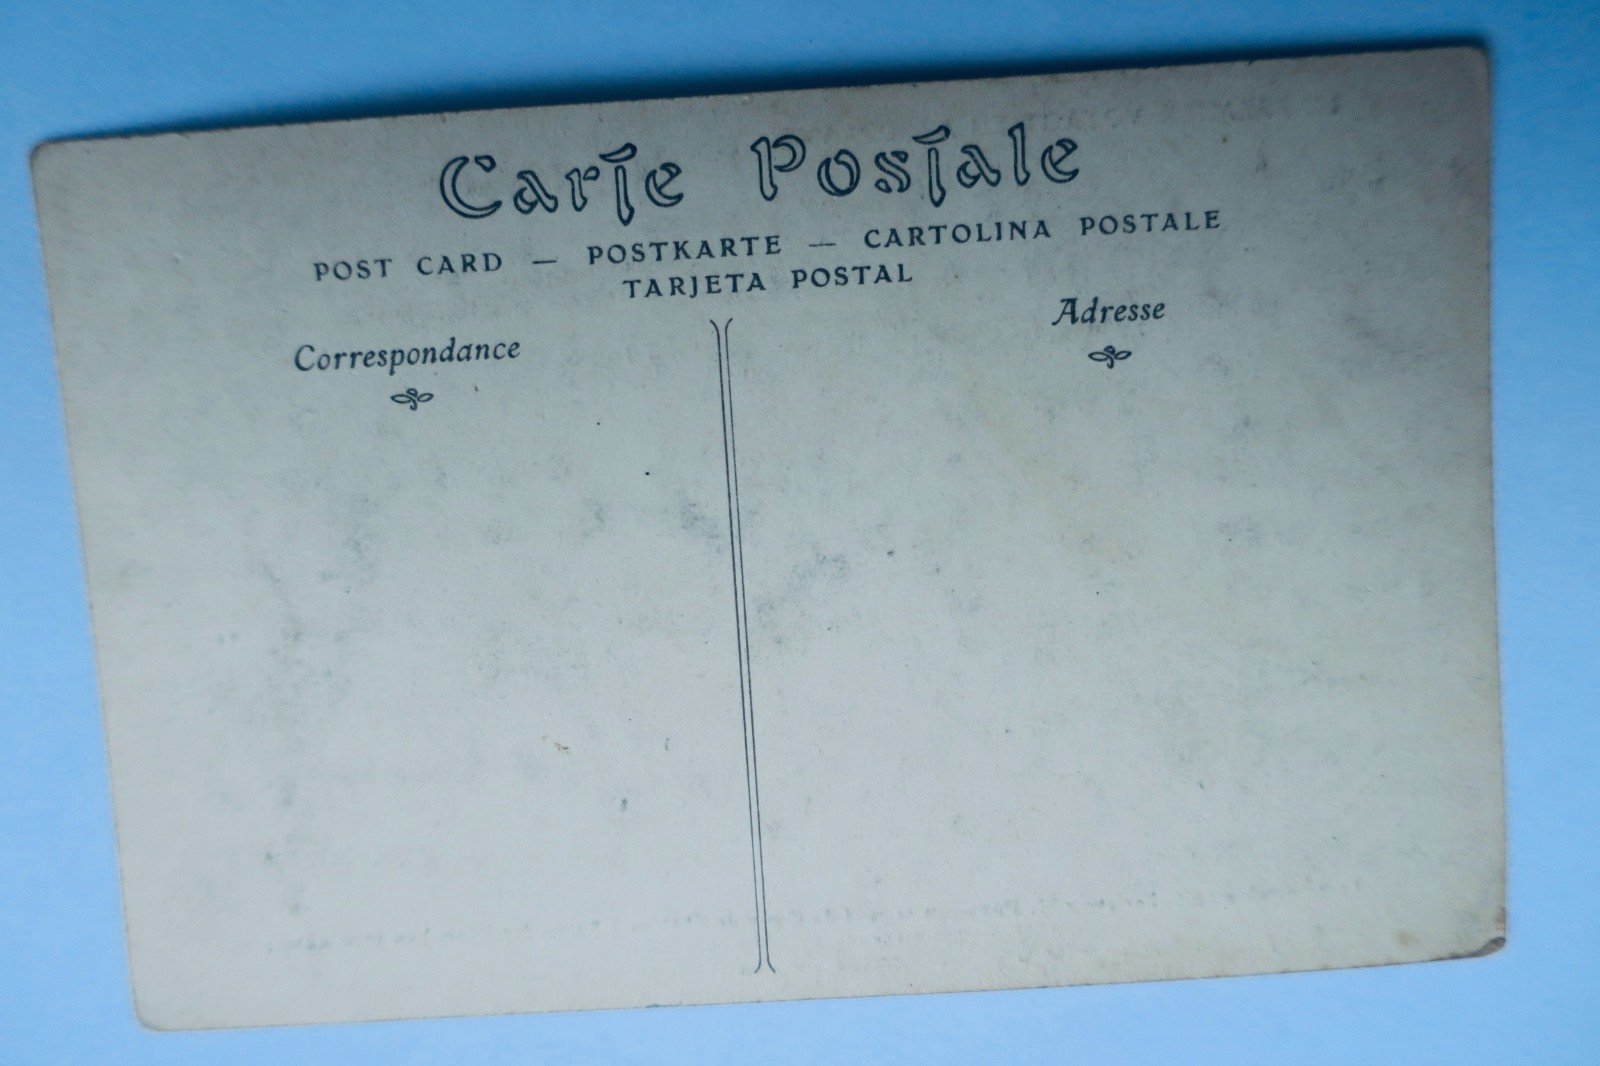 Carte Postale
POST CARD — POSTKARTE — CARTOLINA POSTALE
TARJETA POSTAL
Correspondance
Adresse